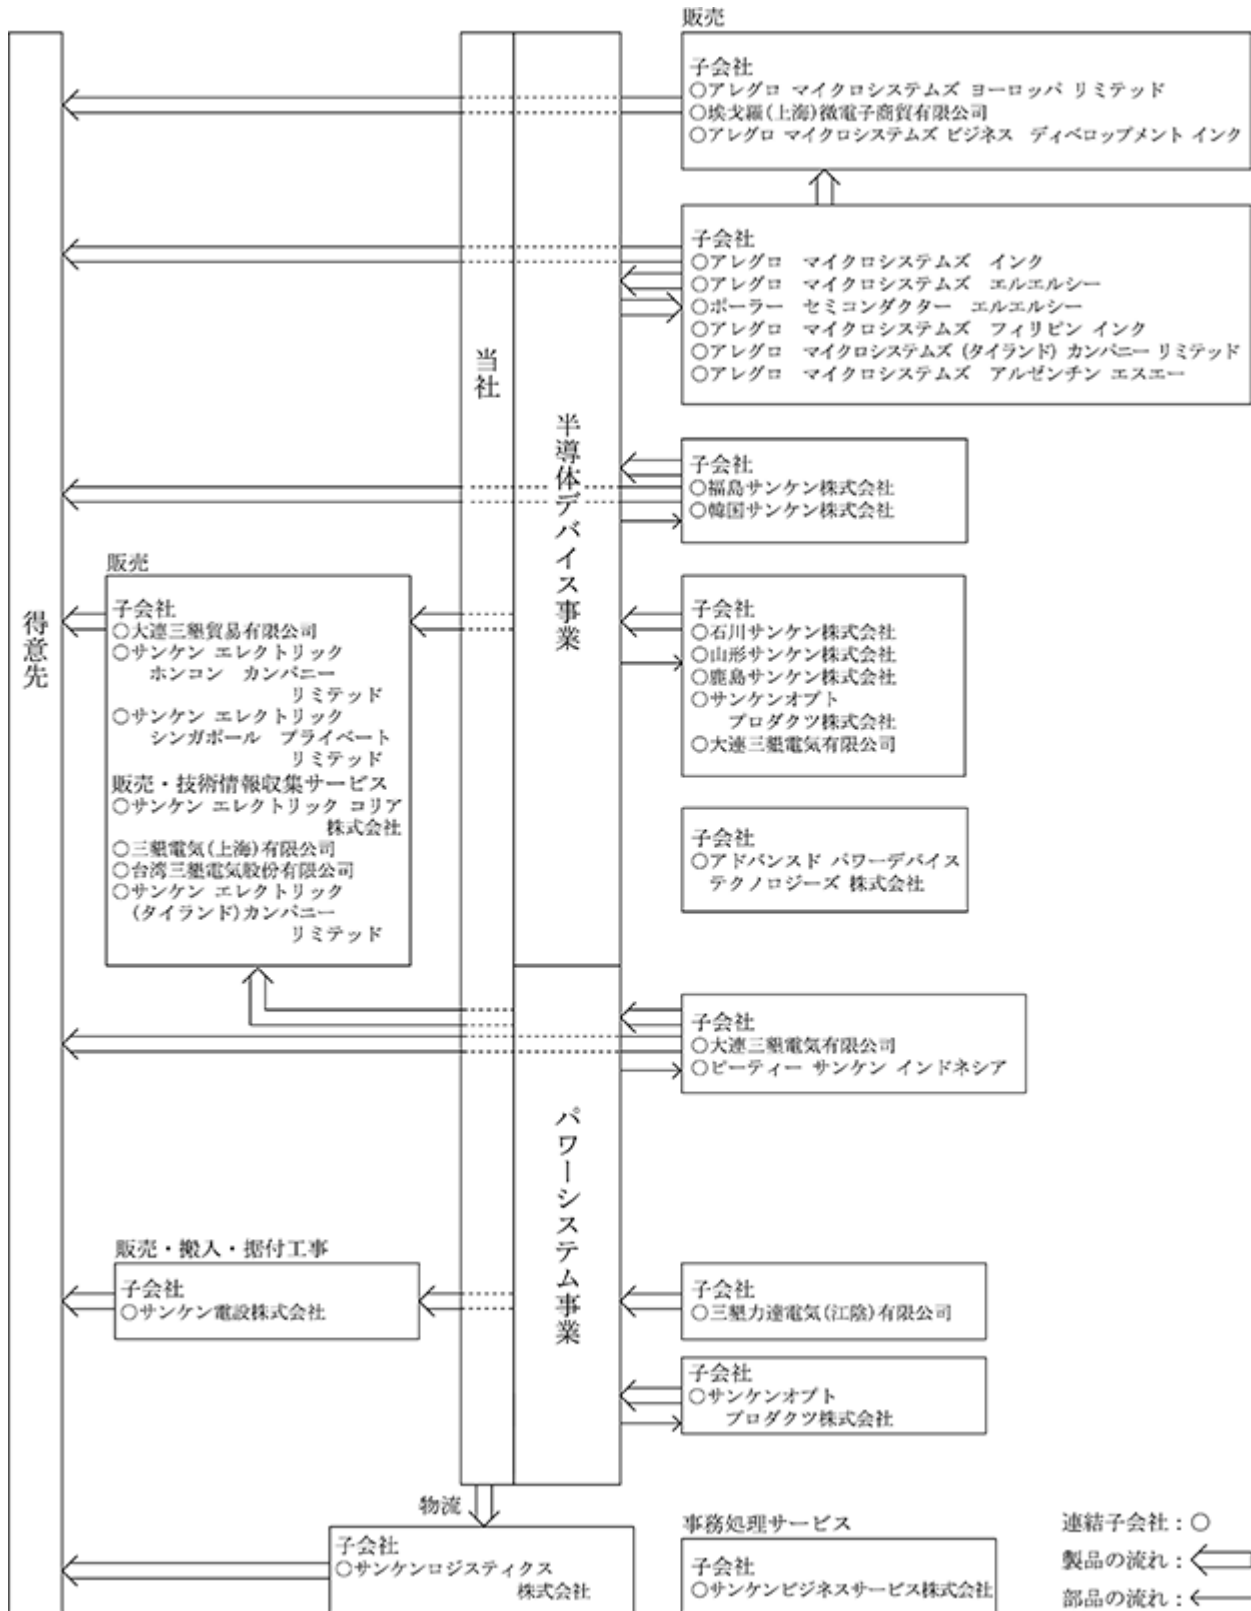 販売
子会社
○アレグロ マイクロシステムズ ヨーロッパ リミテッド
○埃戈羅(上海)微電子商貿有限公司
○アレグロ マイクロシステムズ ビジネス ディベロップメント インク
子会社
○アレグロ マイクロシステムズ インク
○アレグロ マイクロシステムズ エルエルシー
○ポーラー セミコンダクター エルエルシー
○アレグロ マイクロシステムズ フィリピン インク
○アレグロ マイクロシステムズ (タイランド) カンパニー リミテッド
○アレグロ マイクロシステムズ アルゼンチン エスエー
当社
半導体デバイス事業
子会社
○福島サンケン株式会社
○韓国サンケン株式会社
得意先
販売
子会社
○大連三墾貿易有限公司
○サンケン エレクトリック
ホンコン カンパニー
リミテッド
○サンケン エレクトリック
シンガポール プライベート
リミテッド
販売・技術情報収集サービス
○サンケン エレクトリック コリア
株式会社
○三墾電気(上海)有限公司
○台湾三墾電気股份有限公司
○サンケン エレクトリック
(タイランド)カンパニー
リミテッド
子会社
○石川サンケン株式会社
○山形サンケン株式会社
○鹿島サンケン株式会社
○サンケンオプト
プロダクツ株式会社
○大連三墾電気有限公司
子会社
○アドバンスド パワーデバイス
テクノロジーズ 株式会社
パワーシステム事業
子会社
○大連三墾電気有限公司
○ピーティー サンケン インドネシア
販売・搬入・据付工事
子会社
○サンケン電設株式会社
子会社
○三墾力達電気(江陰)有限公司
子会社
○サンケンオプト
プロダクツ株式会社
物流
子会社
○サンケンロジスティクス
株式会社
事務処理サービス
子会社
○サンケンビジネスサービス株式会社
連結子会社：○
製品の流れ：
部品の流れ：